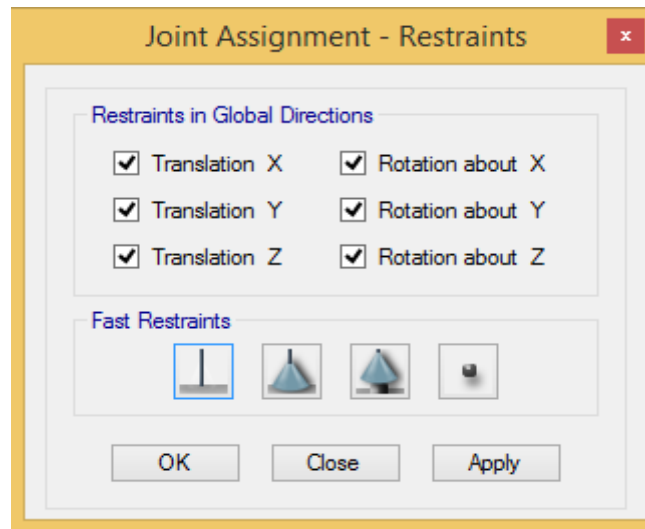 Joint Assignment - Restraints
x
Restraints in Global Directions
Translation X
Rotation about X
Translation Y
Rotation about Y
Translation Z
Rotation about Z
Fast Restraints
OK
Close
Apply